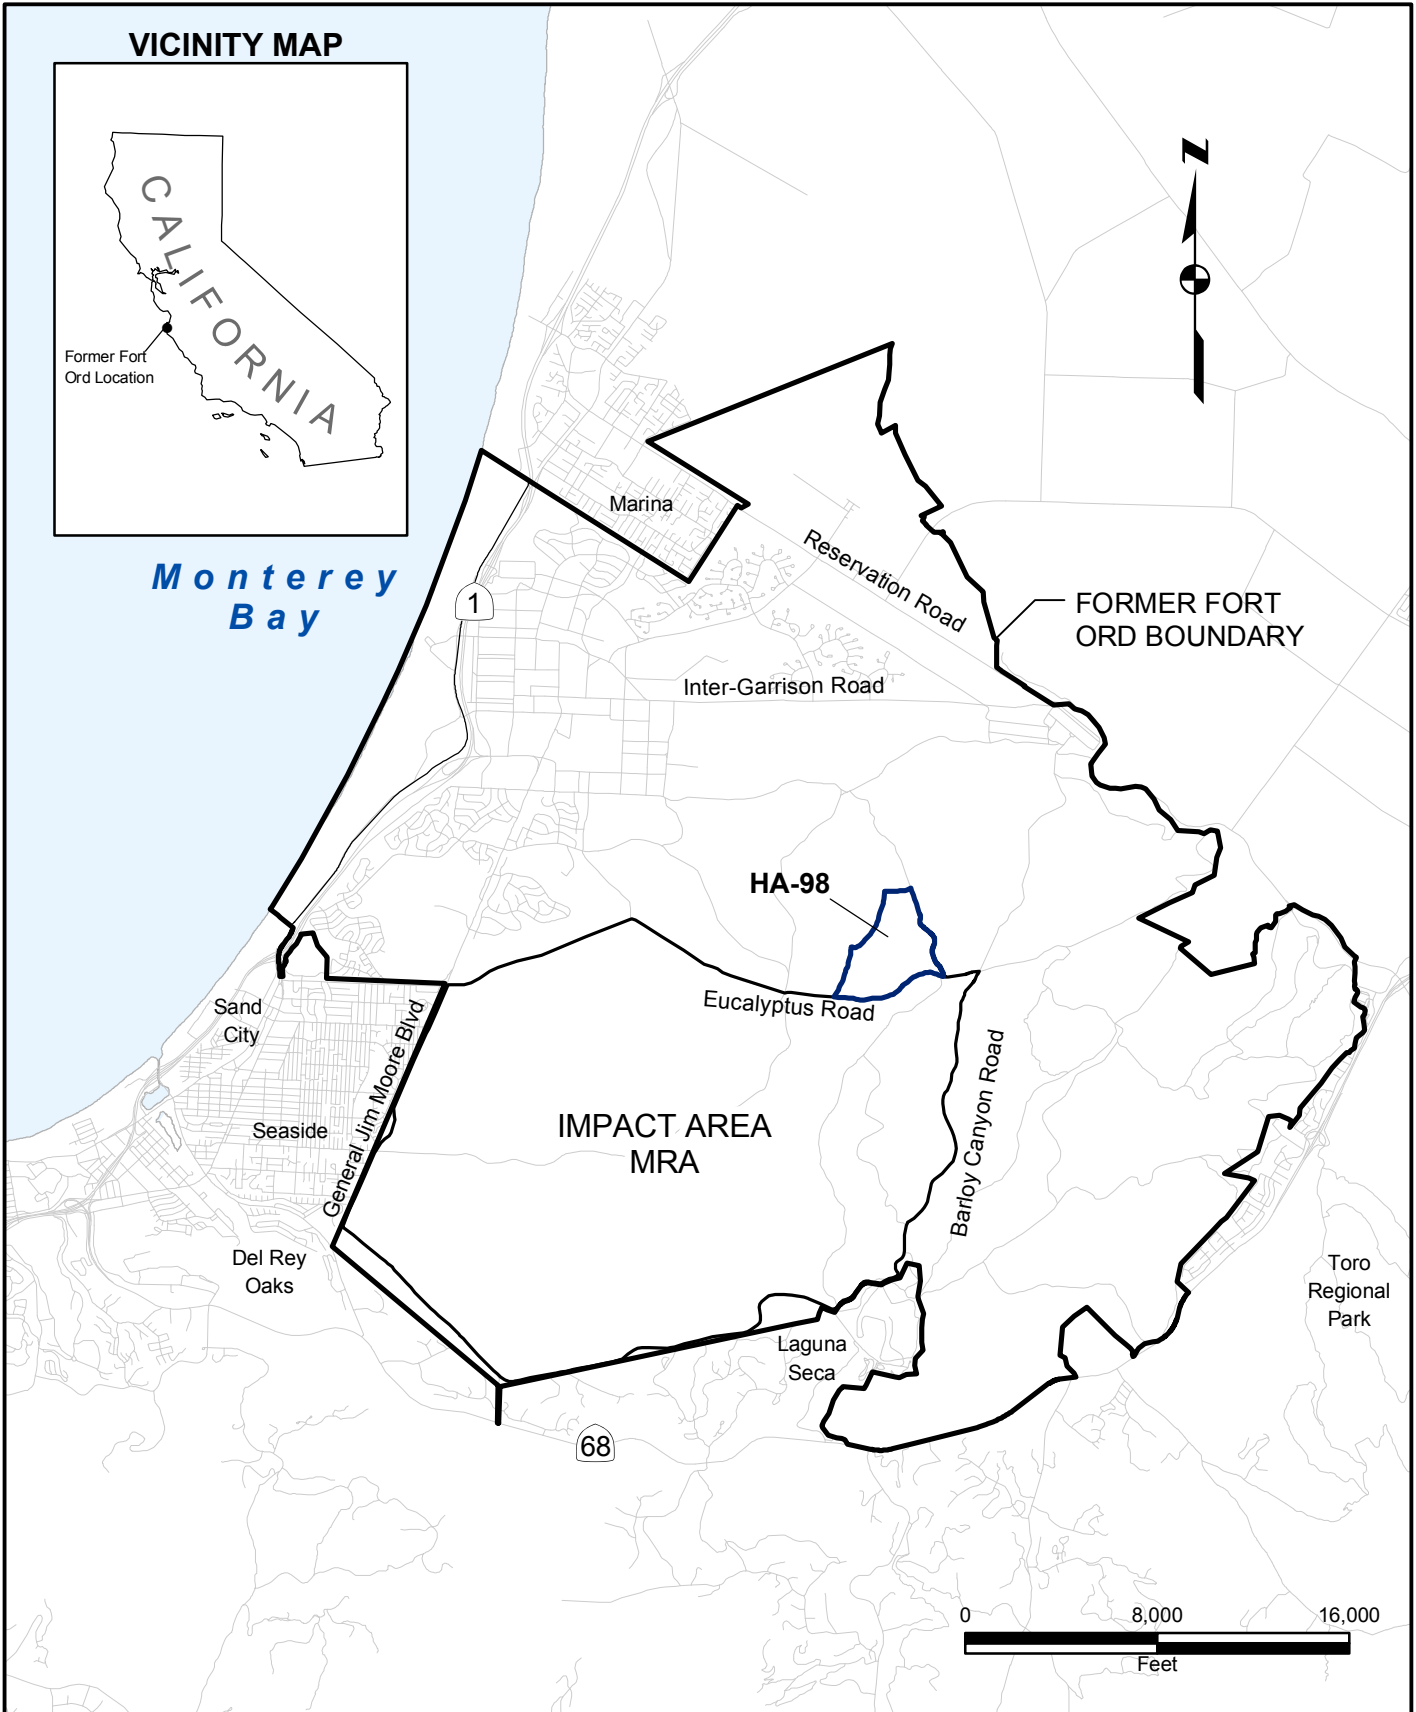 VICINITY MAP
CALIFORNIA
Former Fort
Ord Location
N
Monterey
Bay
Marina
1
Reservation Road
FORMER FORT
ORD BOUNDARY
Inter-Garrison Road
HA-98
Eucalyptus Road
Sand
City
General Jim Moore Blvd
Seaside
IMPACT AREA
MRA
Barloy Canyon Road
Del Rey
Oaks
Toro
Regional
Park
Laguna
Seca
68
0 8,000 16,000
Feet